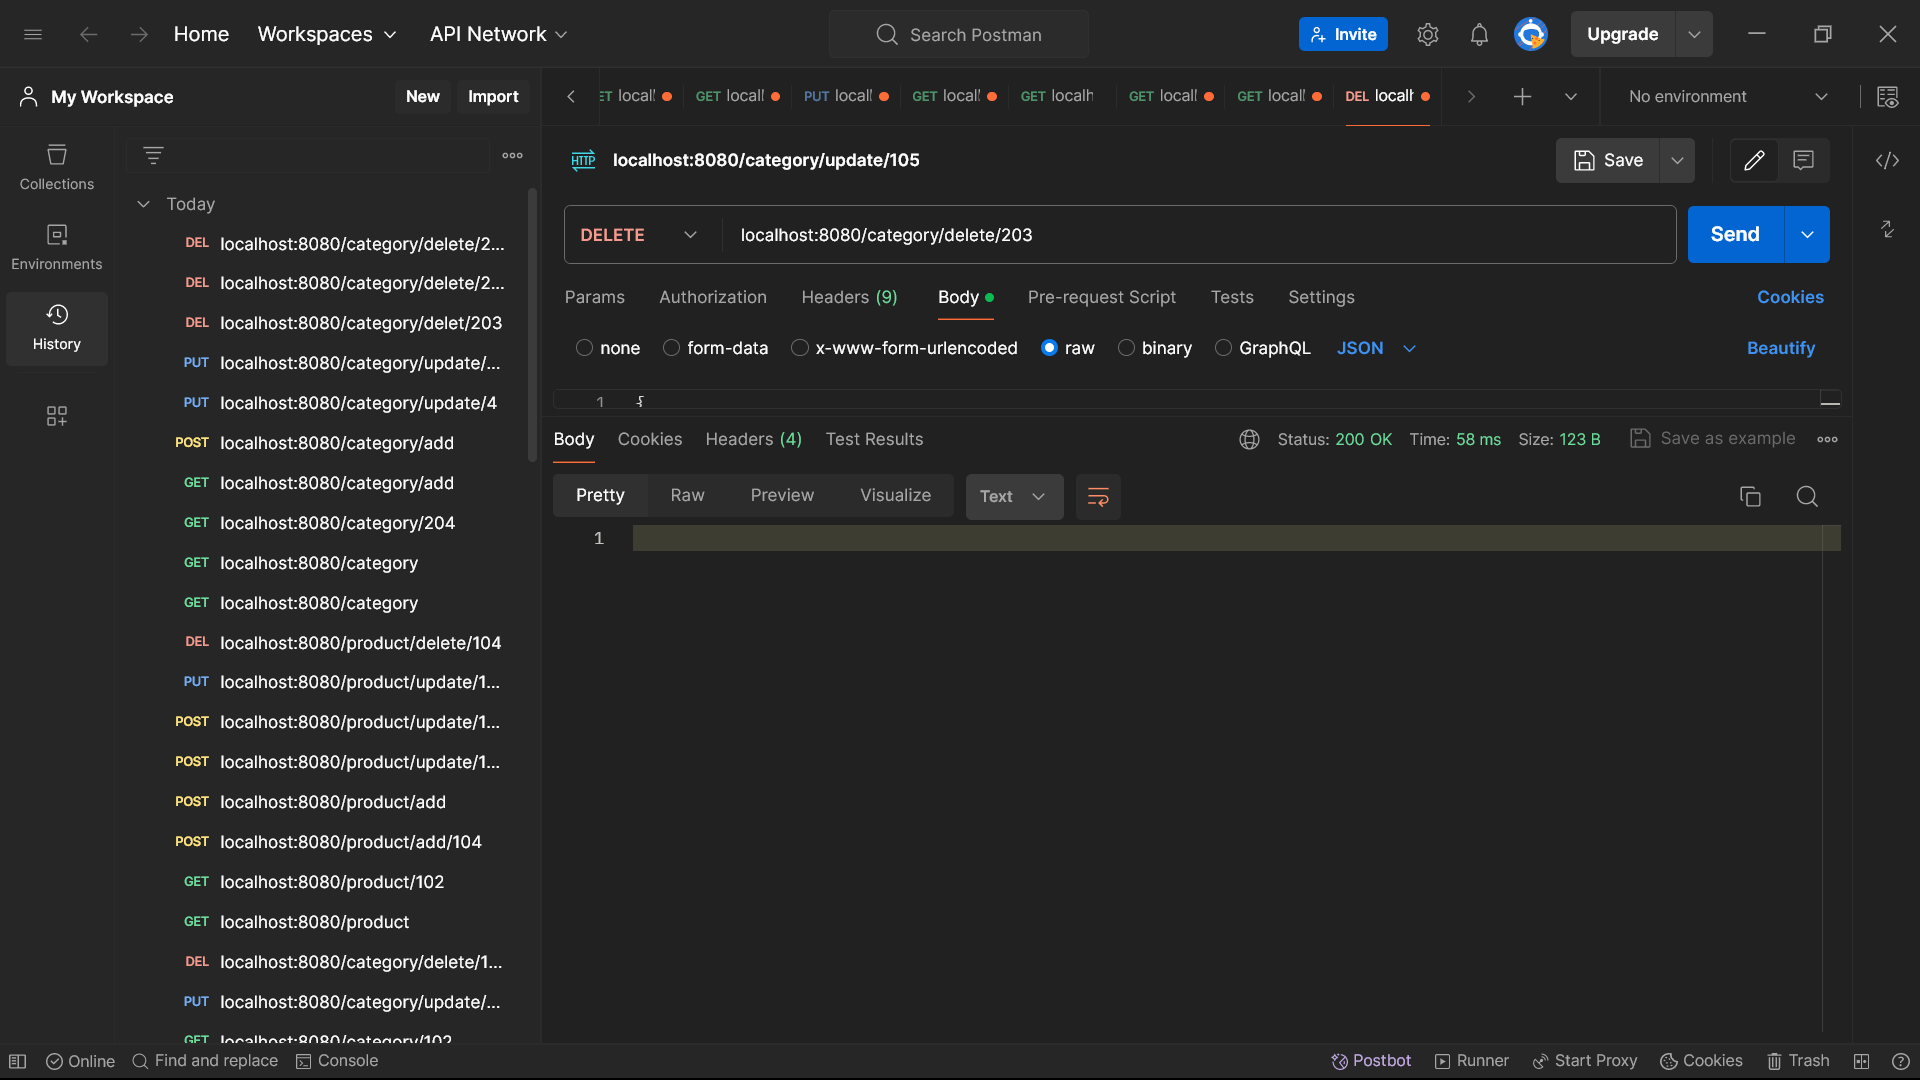 Home Workspaces API Network Search Postman Invite Upgrade
My Workspace New Import
ET locall GET locall PUT locall GET locall GET localh GET locall GET locall DEL localh No environment
Collections
Environments
History
Today
DEL localhost:8080/category/delete/2...
DEL localhost:8080/category/delete/2...
DEL localhost:8080/category/delet/203
PUT localhost:8080/category/update/...
PUT localhost:8080/category/update/4
POST localhost:8080/category/add
GET localhost:8080/category/add
GET localhost:8080/category/204
GET localhost:8080/category
GET localhost:8080/category
DEL localhost:8080/product/delete/104
PUT localhost:8080/product/update/1...
POST localhost:8080/product/update/1...
POST localhost:8080/product/update/1...
POST localhost:8080/product/add
POST localhost:8080/product/add/104
GET localhost:8080/product/102
GET localhost:8080/product
DEL localhost:8080/category/delete/1...
PUT localhost:8080/category/update/...
GET localhost:8080/category/102
HTTP localhost:8080/category/update/105 Save
DELETE localhost:8080/category/delete/203 Send
Params Authorization Headers (9) Body Pre-request Script Tests Settings Cookies
none form-data x-www-form-urlencoded raw binary GraphQL JSON Beautify
1 {
Body Cookies Headers (4) Test Results Status: 200 OK Time: 58 ms Size: 123 B Save as example
Pretty Raw Preview Visualize Text
1
Online Find and replace Console Postbot Runner Start Proxy Cookies Trash